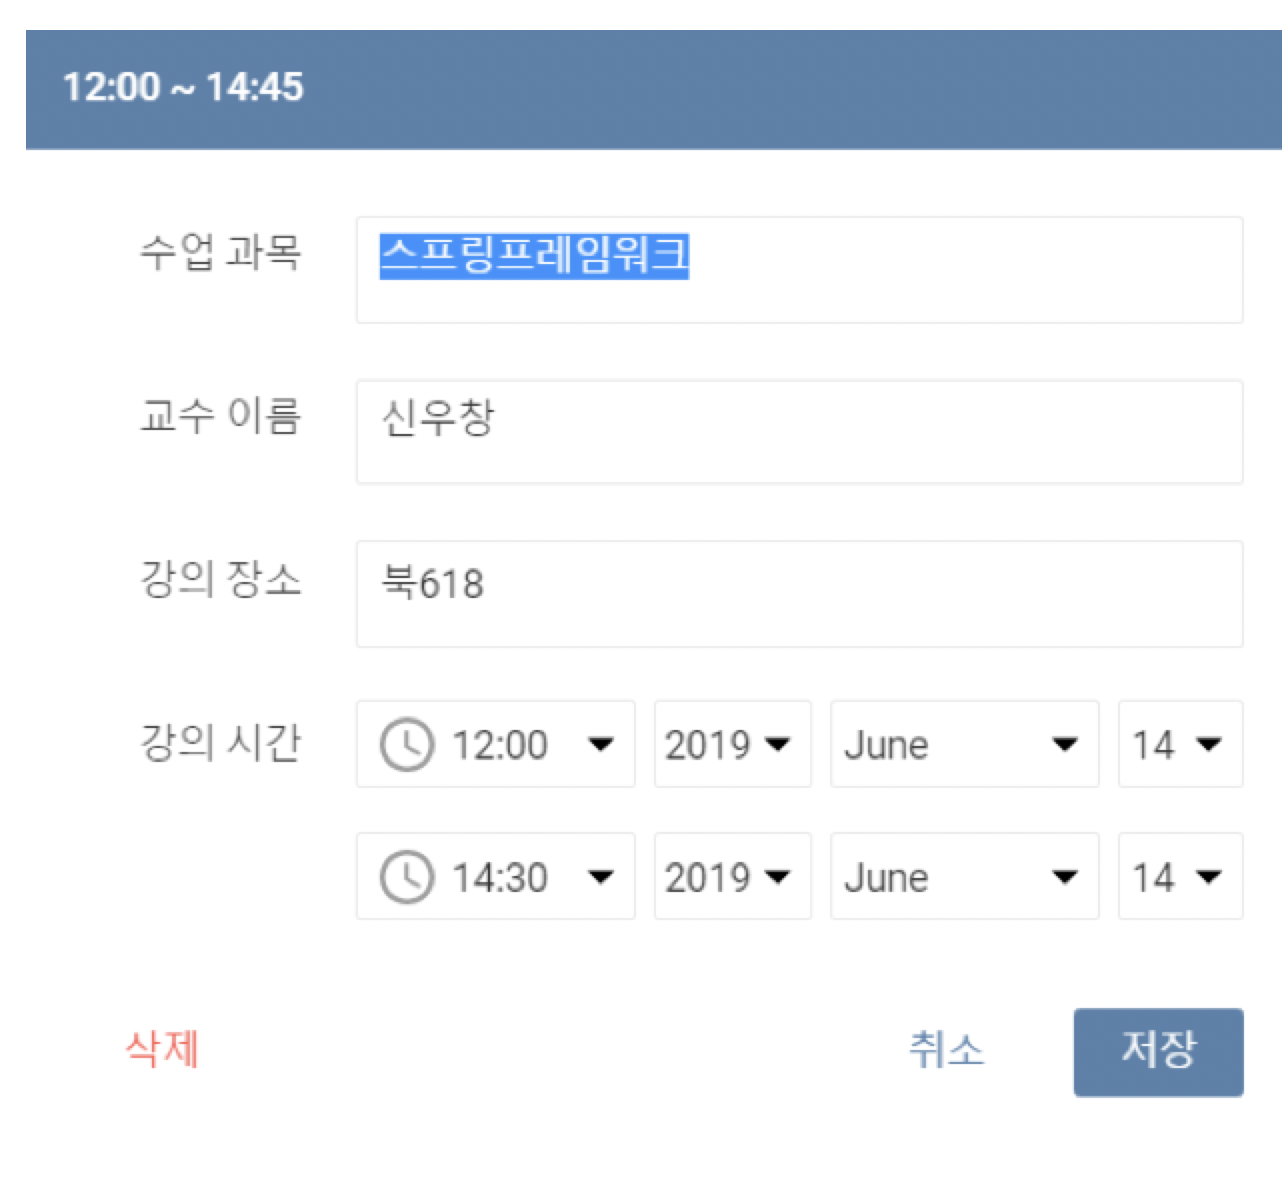 12:00 ~ 14:45
수업 과목 스프링프레임워크
교수 이름 신우창
강의 장소 북618
강의 시간 12:00 2019 June 14
14:30 2019 June 14
삭제 취소 저장